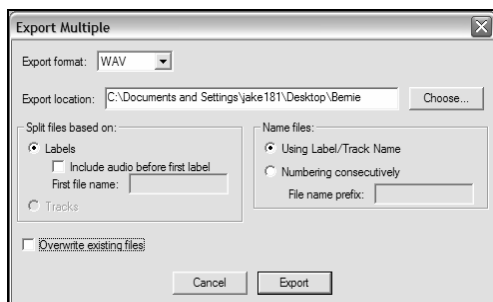 Export Multiple
Export format: WAV
Export location: C:\Documents and Settings\jake181\Desktop\Bernie Choose...
Split files based on:
Labels
Include audio before first label
First file name:
Tracks
Name files:
Using Label/Track Name
Numbering consecutively
File name prefix:
Overwrite existing files
Cancel Export